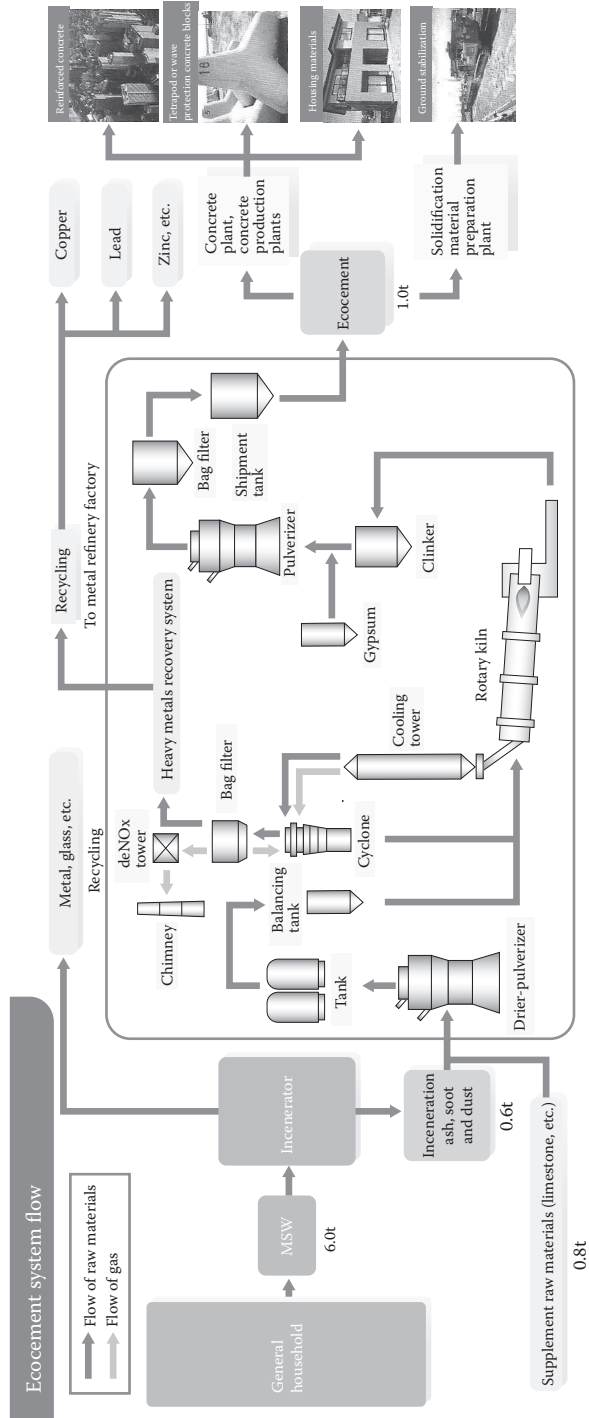 Ecocement system flow
Flow of raw materials
Flow of gas
General
household
MSW
6.0t
Incenerator
Metal, glass, etc.
Recycling
Inceneration
ash, soot
and dust
0.6t
Supplement raw materials (limestone, etc.)
0.8t
Drier-pulverizer
Tank
Balancing
tank
Chimney
deNOx
tower
Bag filter
Cyclone
Cooling
tower
Rotary kiln
Heavy metals recovery system
Recycling
To metal refinery factory
Copper
Lead
Zinc, etc.
Gypsum
Clinker
Pulverizer
Bag filter
Shipment
tank
Ecocement
1.0t
Concrete
plant,
concrete
production
plants
Solidification
material
preparation
plant
Reinforced concrete
Tetrapod or wave
protection concrete blocks
18
Housing materials
Ground stabilization